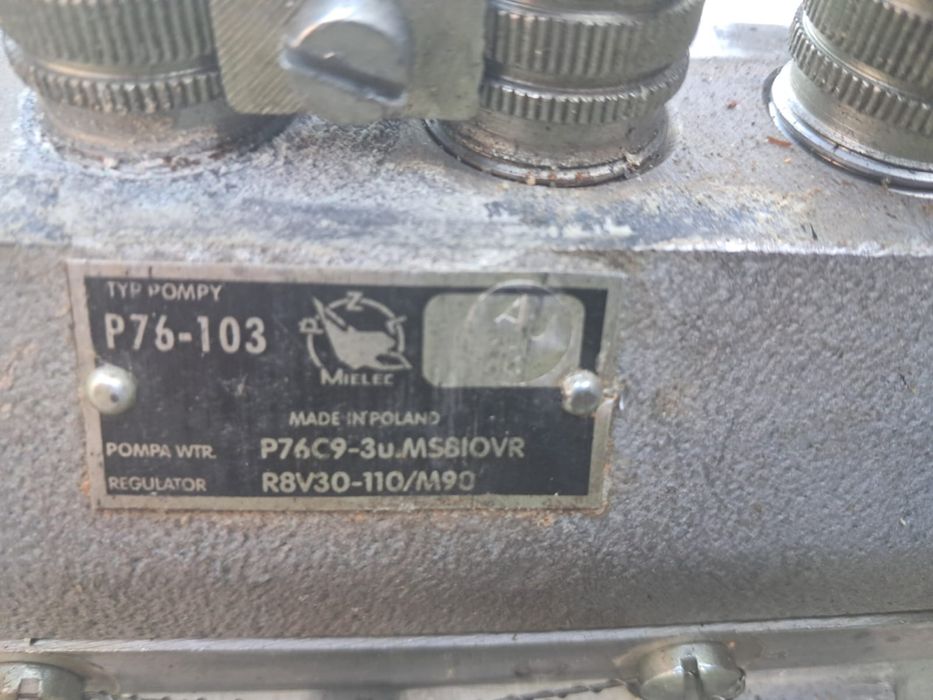 TYP POMPY
P76-103
P Z L
MIELEC
A
MADE IN POLAND
POMPA WTR. P76C9-3u.MS8IOVR
REGULATOR R8V30-110/M90